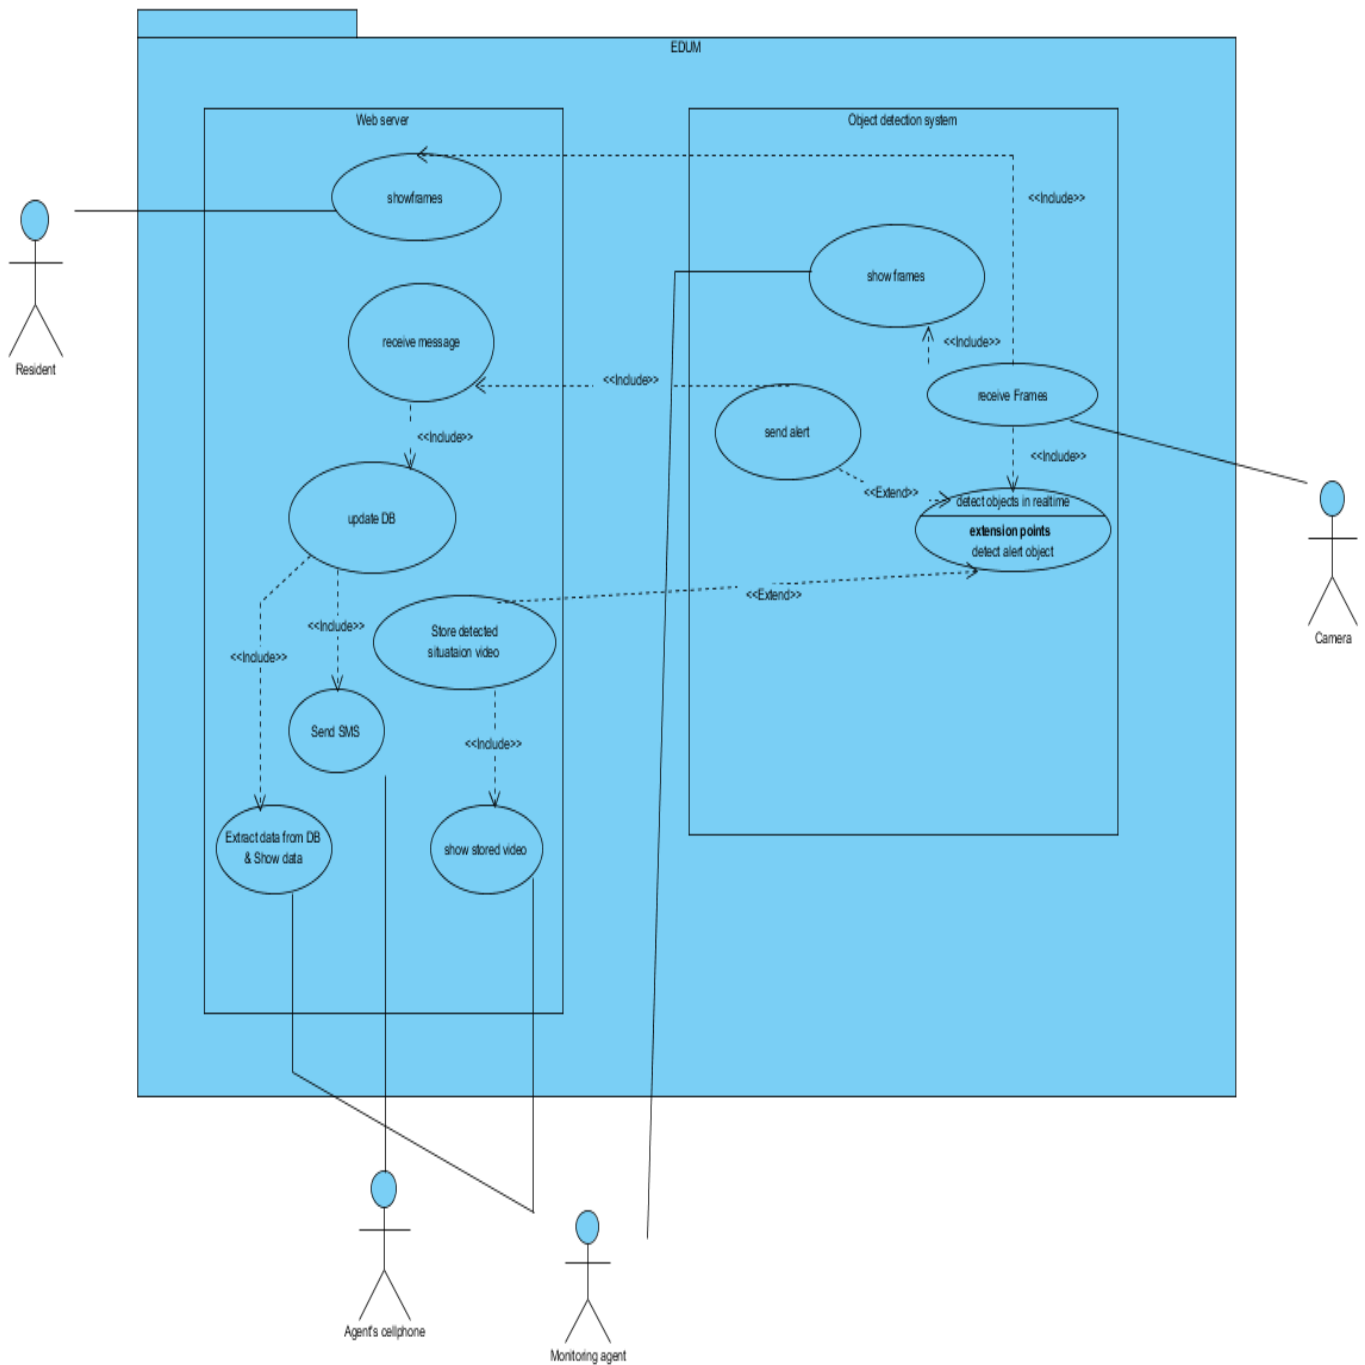 EDUM
Web server
Object detection system
showframes
<<Include>>
show frames
receive message
<<Include>>
Resident
<<Include>>
receive Frames
send alert
<<Include>>
<<Include>>
<<Extend>>
detect objects in realtime
extension points
detect alert object
update DB
<<Extend>>
<<Include>>
Store detected
situataion video
Camera
<<Include>>
Send SMS
<<Include>>
Extract data from DB
& Show data
show stored video
Agent's cellphone
Monitoring agent